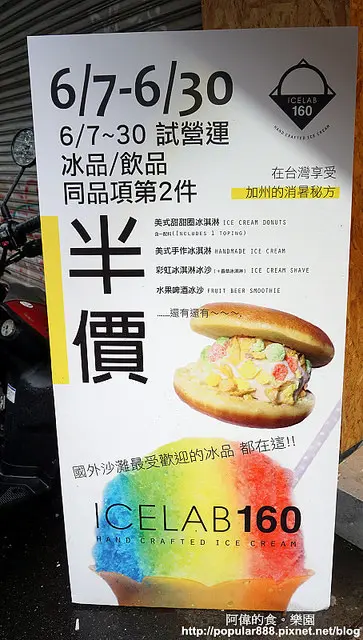 6/7-6/30
ICELAB
160
HAND CRAFTED ICE CREAM
6/7~30 試營運
冰品/飲品
同品項第2件
半價
在台灣享受
加州的消暑秘方
美式甜甜圈冰淇淋 ICE CREAM DONUTS
(INCLUDES 1 TOPING)
美式手作冰淇淋 HANDMADE ICE CREAM
彩虹冰淇淋冰沙 ICE CREAM SHAVE
水果啤酒冰沙 FRUIT BEER SMOOTHIE
......還有還有~~~.
國外沙灘最受歡迎的冰品 都在這!!
ICELAB160
HAND CRAFTED ICE CREAM
阿偉的食。樂園
http://popular888.pixnet.net/blog